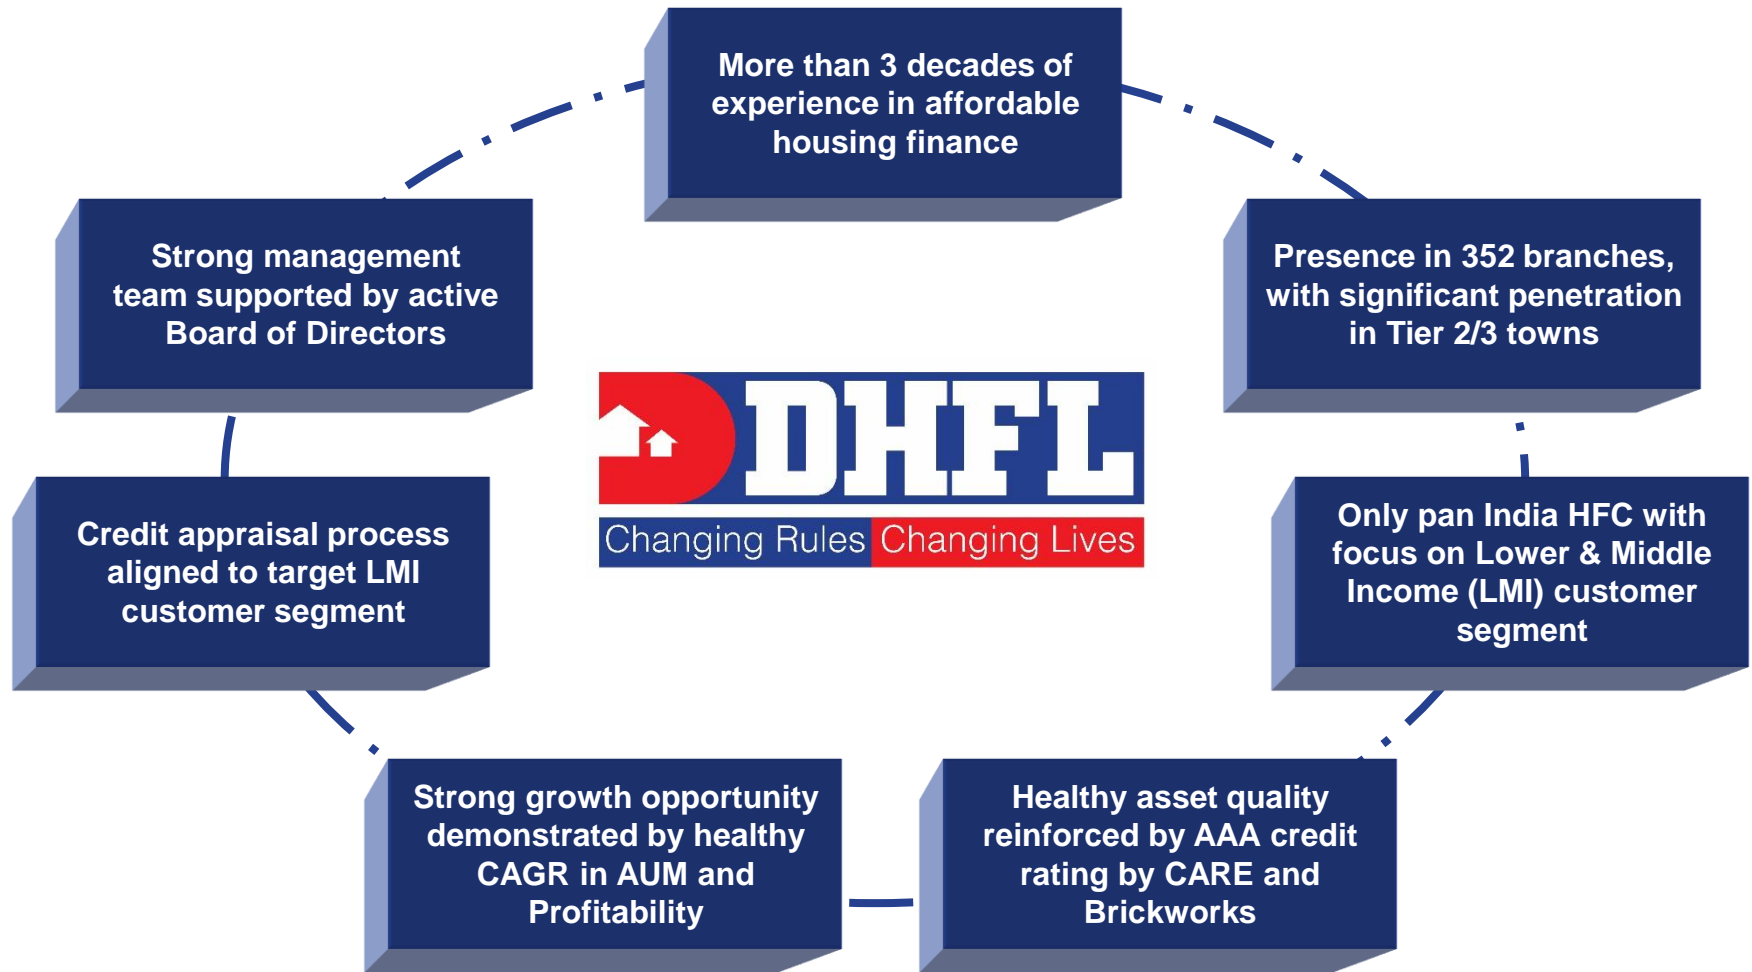 More than 3 decades of
experience in affordable
housing finance
Strong management
team supported by active
Board of Directors
Presence in 352 branches,
with significant penetration
in Tier 2/3 towns
DHFL
Changing Rules Changing Lives
Credit appraisal process
aligned to target LMI
customer segment
Only pan India HFC with
focus on Lower & Middle
Income (LMI) customer
segment
Strong growth opportunity
demonstrated by healthy
CAGR in AUM and
Profitability
Healthy asset quality
reinforced by AAA credit
rating by CARE and
Brickworks